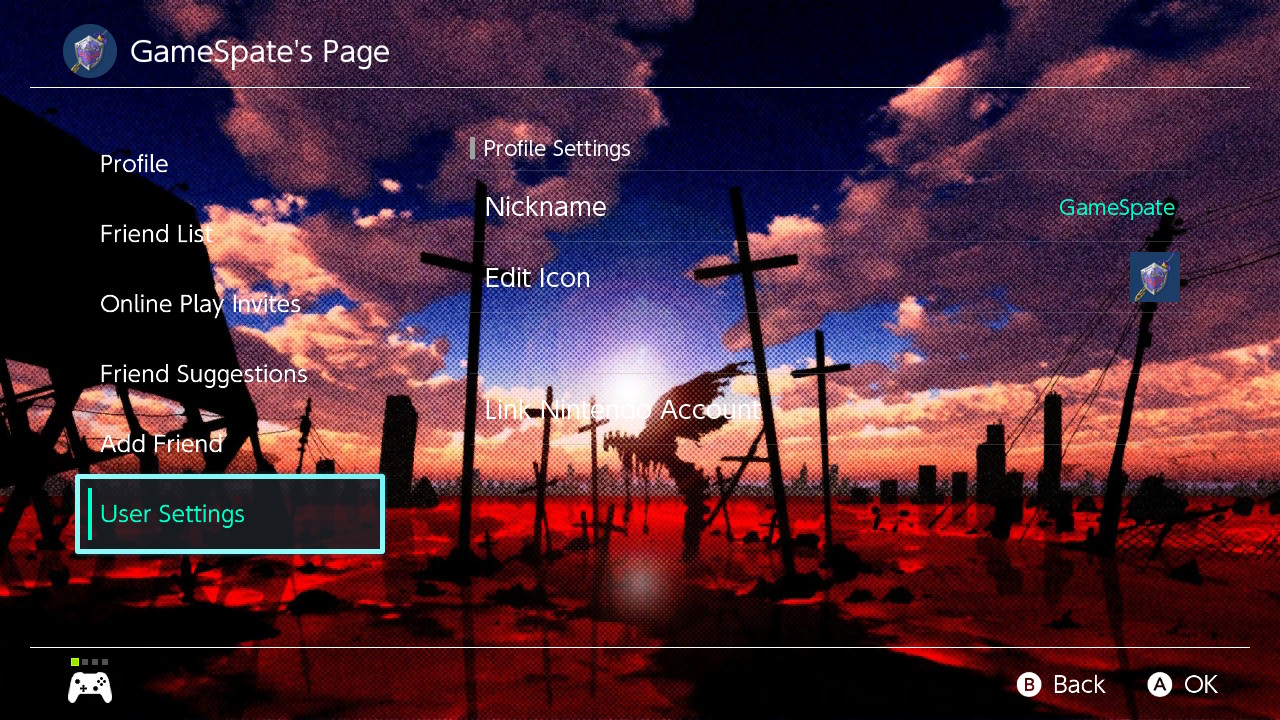 GameSpate's Page
Profile
Friend List
Online Play Invites
Friend Suggestions
Add Friend
User Settings
Profile Settings
Nickname
GameSpate
Edit Icon
Link Nintendo Account
B Back
A OK